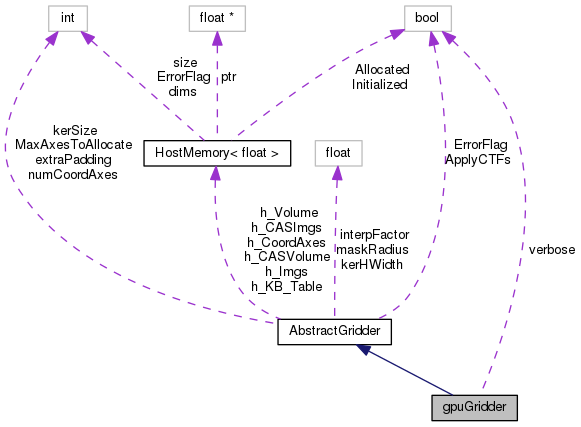 int
float *
bool
size
ErrorFlag
dims
ptr
Allocated
Initialized
kerSize
MaxAxesToAllocate
extraPadding
numCoordAxes
HostMemory< float >
float
ErrorFlag
ApplyCTFs
h_Volume
h_CASImgs
h_CoordAxes
h_CASVolume
h_Imgs
h_KB_Table
interpFactor
maskRadius
kerHWidth
verbose
AbstractGridder
gpuGridder